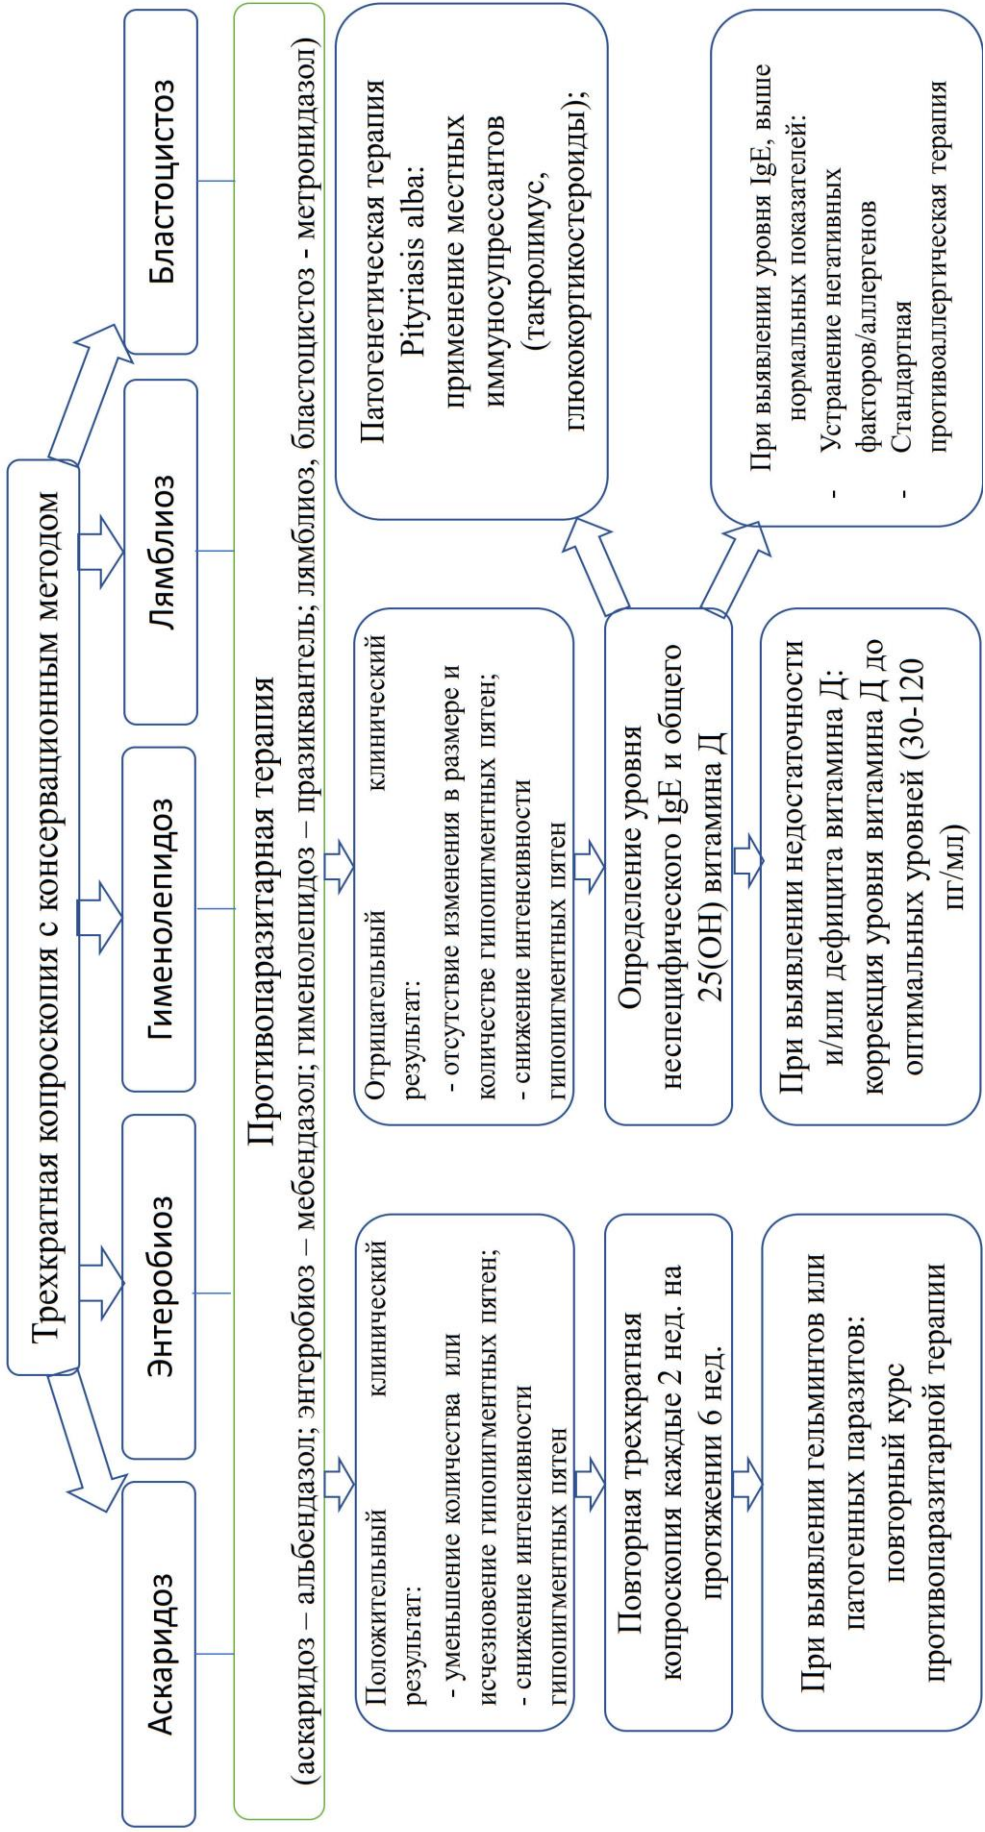 Трехкратная копроскопия с консервационным методом
Аскаридоз
Энтеробиоз
Гименолепидоз
Лямблиоз
Бластоцистоз
Противопаразитарная терапия
(аскаридоз – альбендазол; энтеробиоз – мебендазол; гименолепидоз – празиквантель; лямблиоз, бластоцистоз - метронидазол)
Положительный клинический
результат:
- уменьшение количества или
исчезновение гипопигментных пятен;
- снижение интенсивности
гипопигментных пятен
Повторная трехкратная
копроскопия каждые 2 нед. на
протяжении 6 нед.
При выявлении гельминтов или
патогенных паразитов:
повторный курс
противопаразитарной терапии
Отрицательный клинический
результат:
- отсутствие изменения в размере и
количестве гипопигментных пятен;
- снижение интенсивности
гипопигментных пятен
Определение уровня
неспецифического IgE и общего
25(ОН) витамина Д
При выявлении недостаточности
и/или дефицита витамина Д:
коррекция уровня витамина Д до
оптимальных уровней (30-120
пг/мл)
Патогенетическая терапия
Pityriasis alba:
применение местных
иммуносупрессантов
(такролимус,
глюкокортикостероиды);
При выявлении уровня IgE, выше
нормальных показателей:
- Устранение негативных
факторов/аллергенов
- Стандартная
противоаллергическая терапия